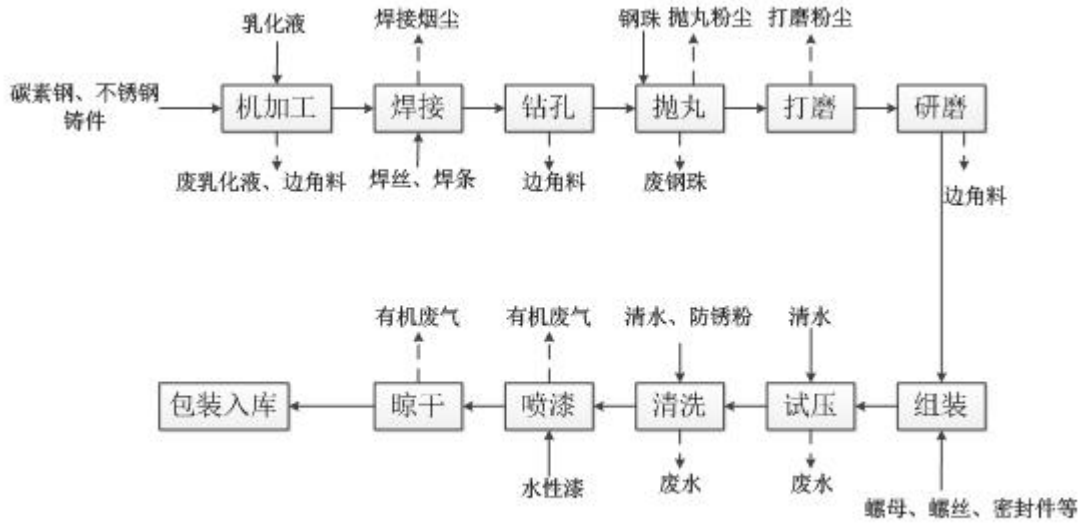 乳化液
焊接烟尘
钢珠
抛丸粉尘
打磨粉尘
碳素钢、不锈钢
铸件
机加工
焊接
钻孔
抛丸
打磨
研磨
废乳化液、边角料
焊丝、焊条
边角料
废钢珠
边角料
有机废气
有机废气
清水、防锈粉
清水
包装入库
晾干
喷漆
清洗
试压
组装
水性漆
废水
废水
螺母、螺丝、密封件等